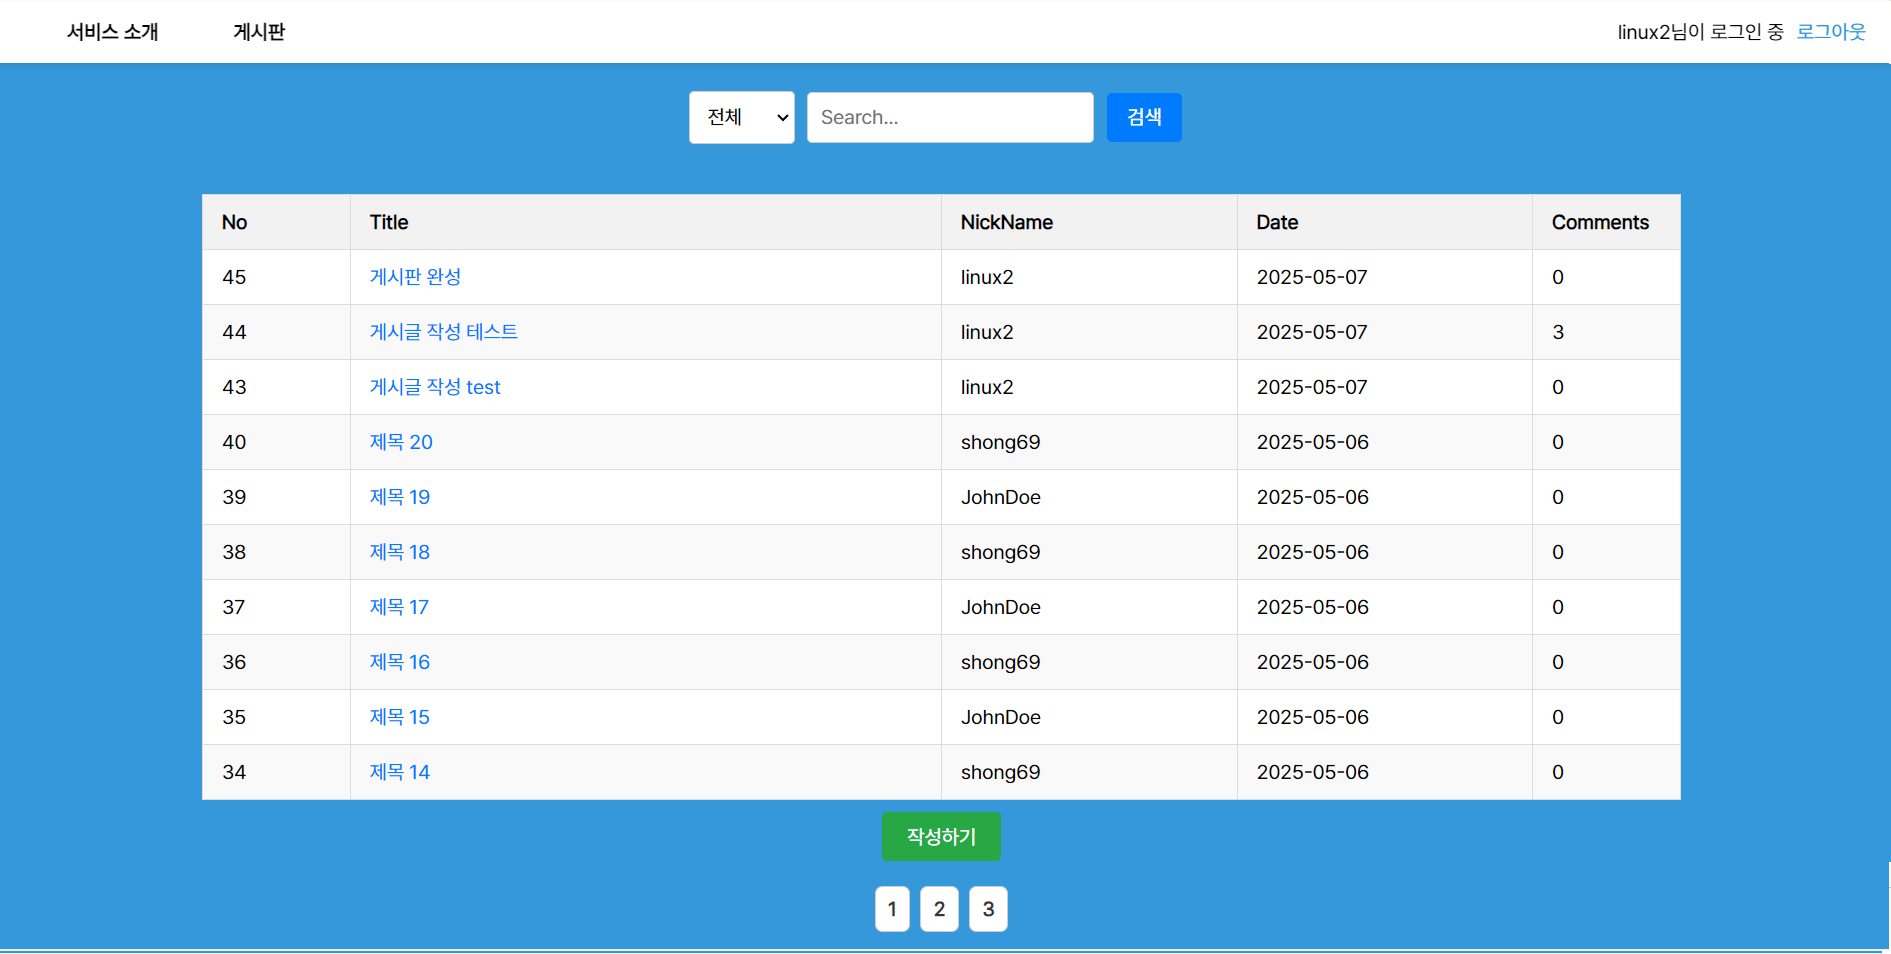 서비스 소개 게시판 linux2님이 로그인 중 로그아웃
전체 Search... 검색
No Title NickName Date Comments
45 게시판 완성 linux2 2025-05-07 0
44 게시글 작성 테스트 linux2 2025-05-07 3
43 게시글 작성 test linux2 2025-05-07 0
40 제목 20 shong69 2025-05-06 0
39 제목 19 JohnDoe 2025-05-06 0
38 제목 18 shong69 2025-05-06 0
37 제목 17 JohnDoe 2025-05-06 0
36 제목 16 shong69 2025-05-06 0
35 제목 15 JohnDoe 2025-05-06 0
34 제목 14 shong69 2025-05-06 0
작성하기
1 2 3